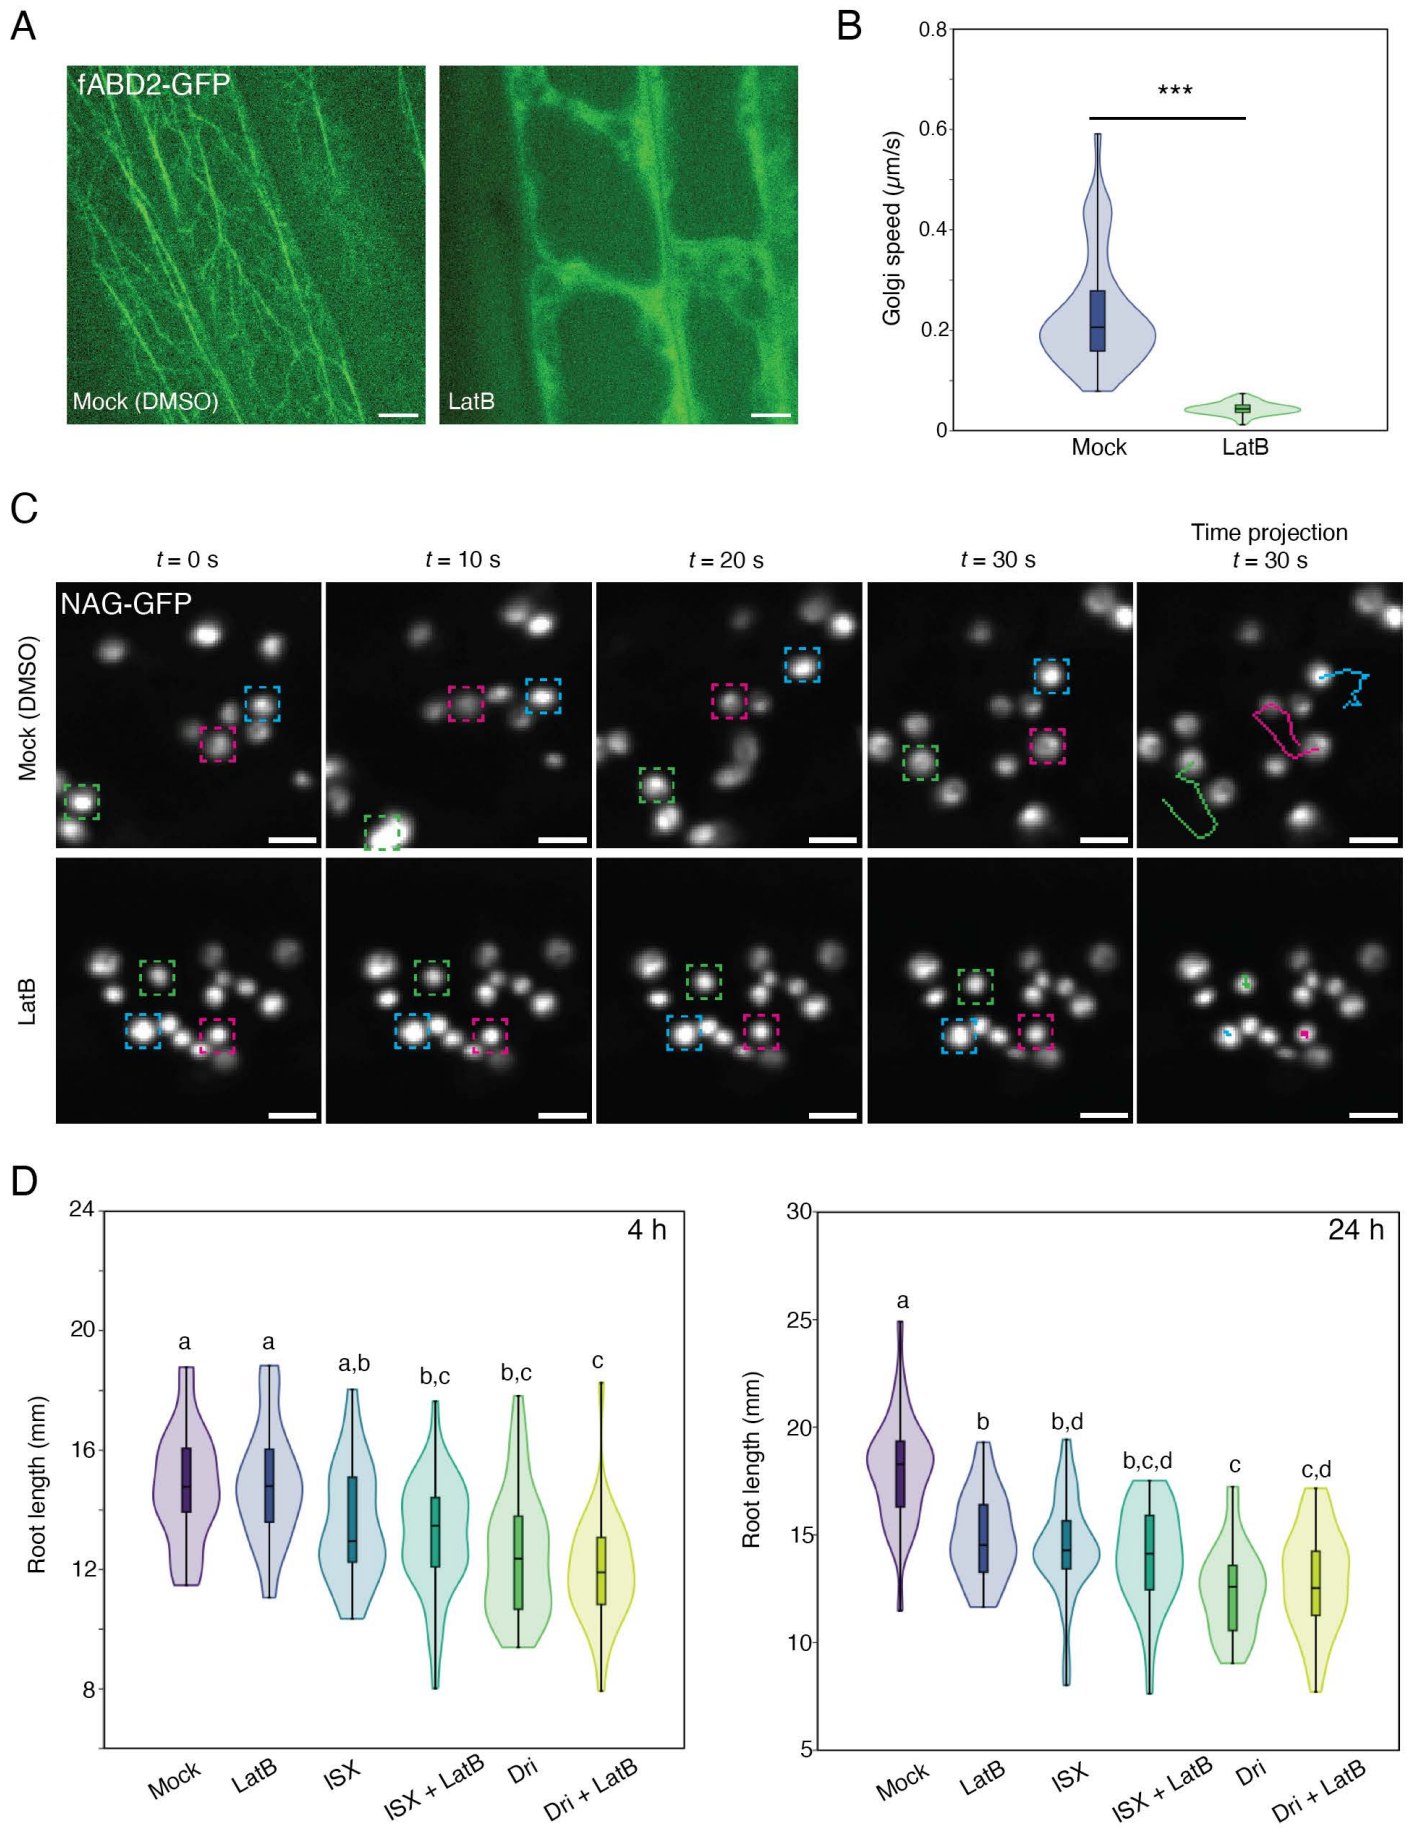 A
fABD2-GFP
Mock (DMSO)
LatB
B
0.8
0.6
0.4
0.2
0
Golgi speed (µm/s)
***
Mock
LatB
C
t = 0 s
t = 10 s
t = 20 s
t = 30 s
Time projection
t = 30 s
NAG-GFP
Mock (DMSO)
LatB
D
4 h
24
20
16
12
8
Root length (mm)
a
a
a,b
b,c
b,c
c
Mock
LatB
ISX
ISX + LatB
Dri
Dri + LatB
24 h
30
25
20
15
10
5
Root length (mm)
a
b
b,d
b,c,d
c
c,d
Mock
LatB
ISX
ISX + LatB
Dri
Dri + LatB